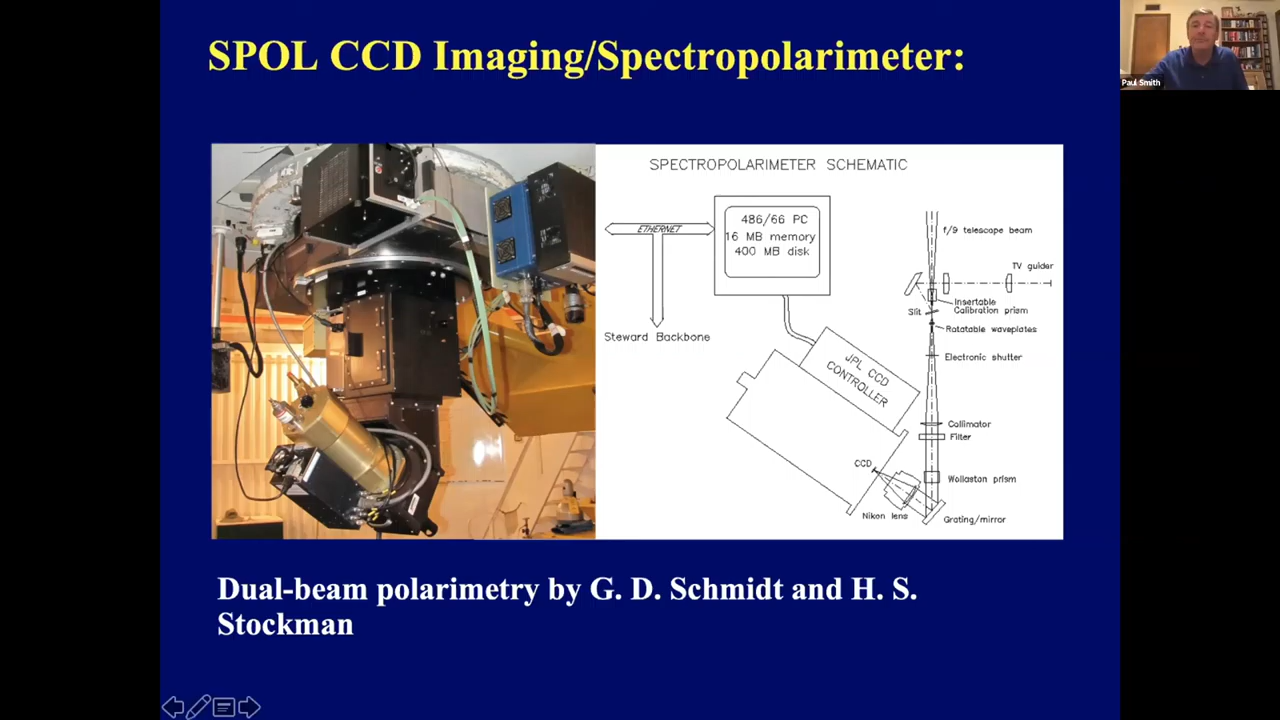 SPOL CCD Imaging/Spectropolarimeter:
Paul Smith
SPECTROPOLARIMETER SCHEMATIC
486/66 PC
16 MB memory
400 MB disk
ETHERNET
Steward Backbone
JPL CCD
CONTROLLER
f/9 telescope beam
TV guider
Insertable
Calibration prism
Slit
Rotatable waveplates
Electronic shutter
Collimator
Filter
CCD
Wollaston prism
Nikon lens
Grating/mirror
Dual-beam polarimetry by G. D. Schmidt and H. S.
Stockman